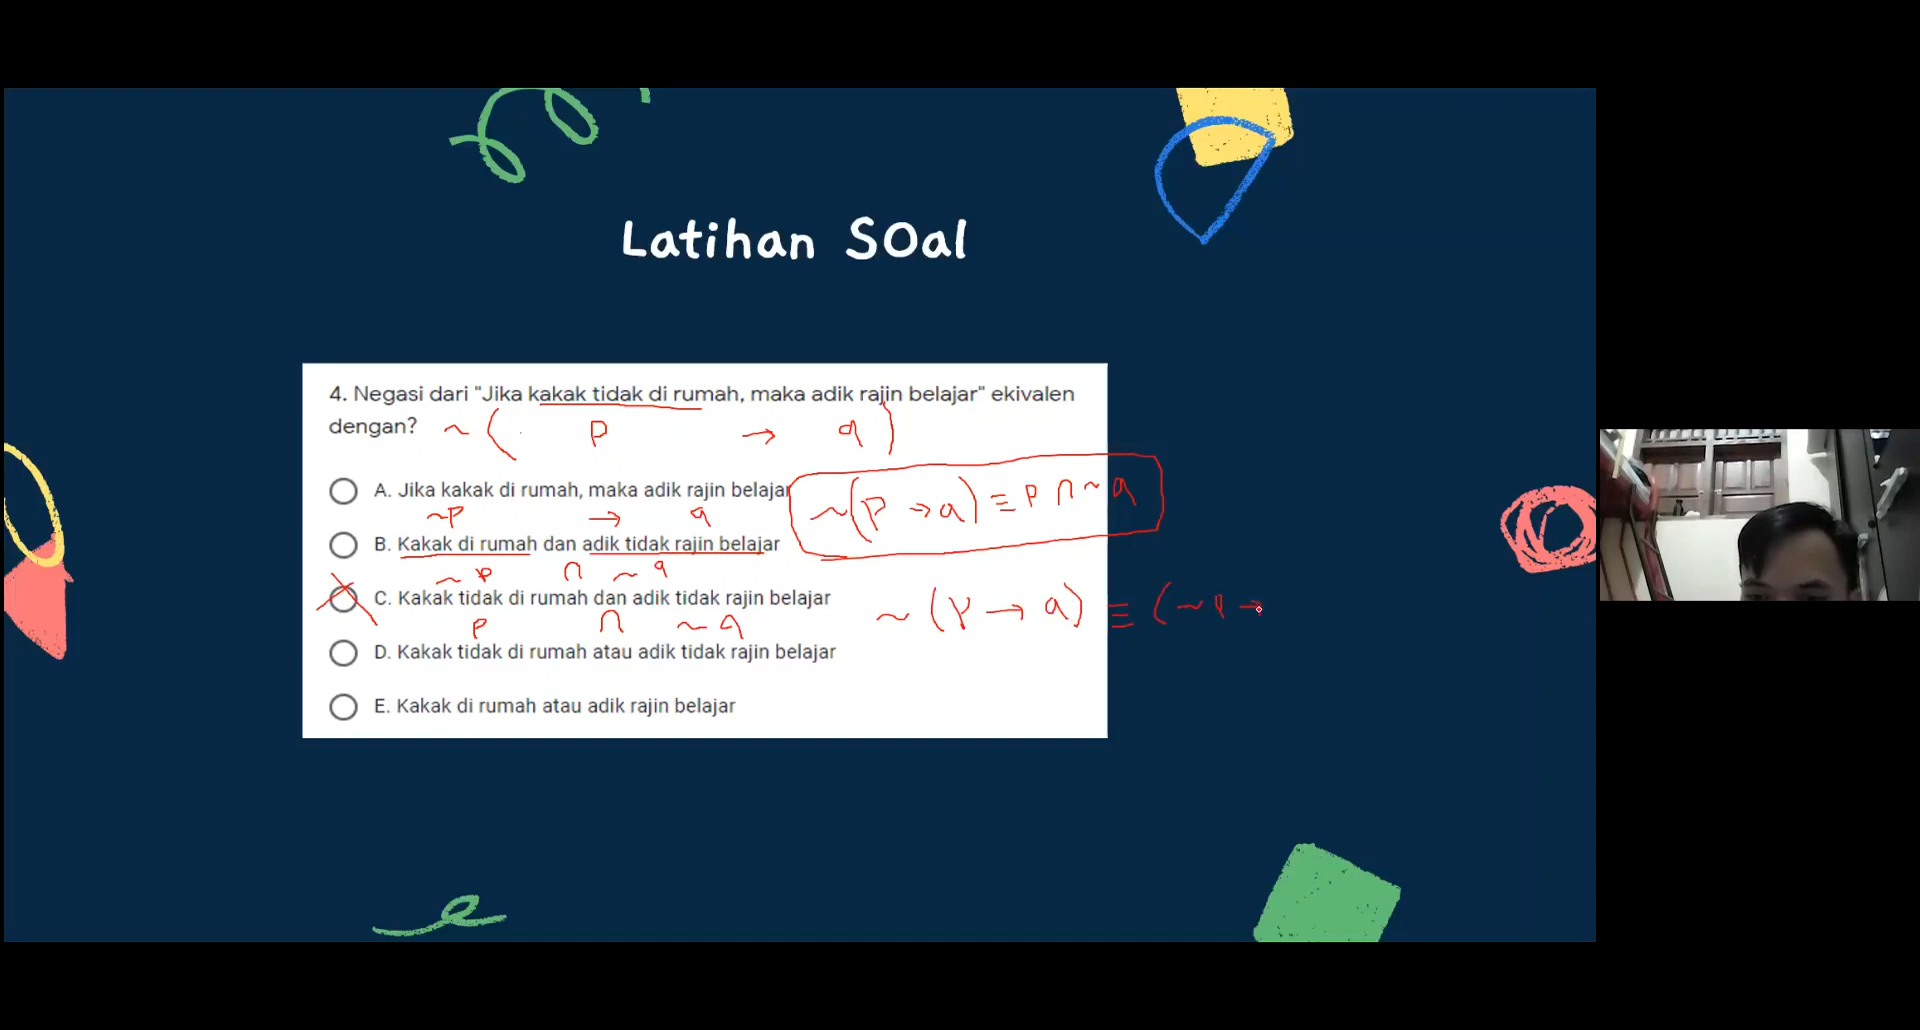 Latihan SOal
4. Negasi dari "Jika kakak tidak di rumah, maka adik rajin belajar" ekivalen
dengan? ~ ( p → q )
A. Jika kakak di rumah, maka adik rajin belajar
~p → q
~(p → q) ≡ p ∩ ~ q
B. Kakak di rumah dan adik tidak rajin belajar
~ p ∩ ~ q
C. Kakak tidak di rumah dan adik tidak rajin belajar
p ∩ ~ q
~ (p → q) ≡ (~ p →
D. Kakak tidak di rumah atau adik tidak rajin belajar
E. Kakak di rumah atau adik rajin belajar